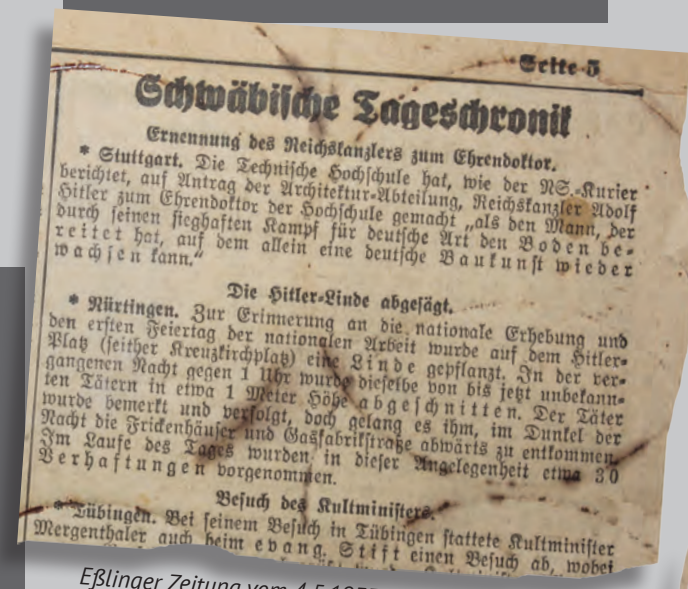 Seite 5
Schwäbische Tageschronik
Ernennung des Reichskanzlers zum Ehrendoktor.
* Stuttgart. Die Technische Hochschule hat, wie der NS.-Kurier
berichtet, auf Antrag der Architektur-Abteilung, Reichskanzler Adolf
Hitler zum Ehrendoktor der Hochschule gemacht „als den Mann, der
durch seinen sieghaften Kampf für deutsche Art den Boden be-
reitet hat, auf dem allein eine deutsche Baukunst wieder
wachsen kann.“
Die Hitler-Linde abgesägt.
* Nürtingen. Zur Erinnerung an die nationale Erhebung und
den ersten Feiertag der nationalen Arbeit wurde auf dem Hitler-
Platz (seither Kreuzkirchplatz) eine Linde gepflanzt. In der ver-
gangenen Nacht gegen 1 Uhr wurde dieselbe von bis jetzt unbekann-
ten Tätern in etwa 1 Meter Höhe abgeschnitten. Der Täter
wurde bemerkt und verfolgt, doch gelang es ihm, im Dunkel der
Nacht die Frickenhäuser und Gasfabrikstraße abwärts zu entkommen.
Im Laufe des Tages wurden in dieser Angelegenheit etwa 30
Verhaftungen vorgenommen.
Besuch des Kultministers.
* Tübingen. Bei seinem Besuch in Tübingen stattete Kultminister
Mergenthaler auch beim evang. Stift einen Besuch ab, wobei
Eßlinger Zeitung vom